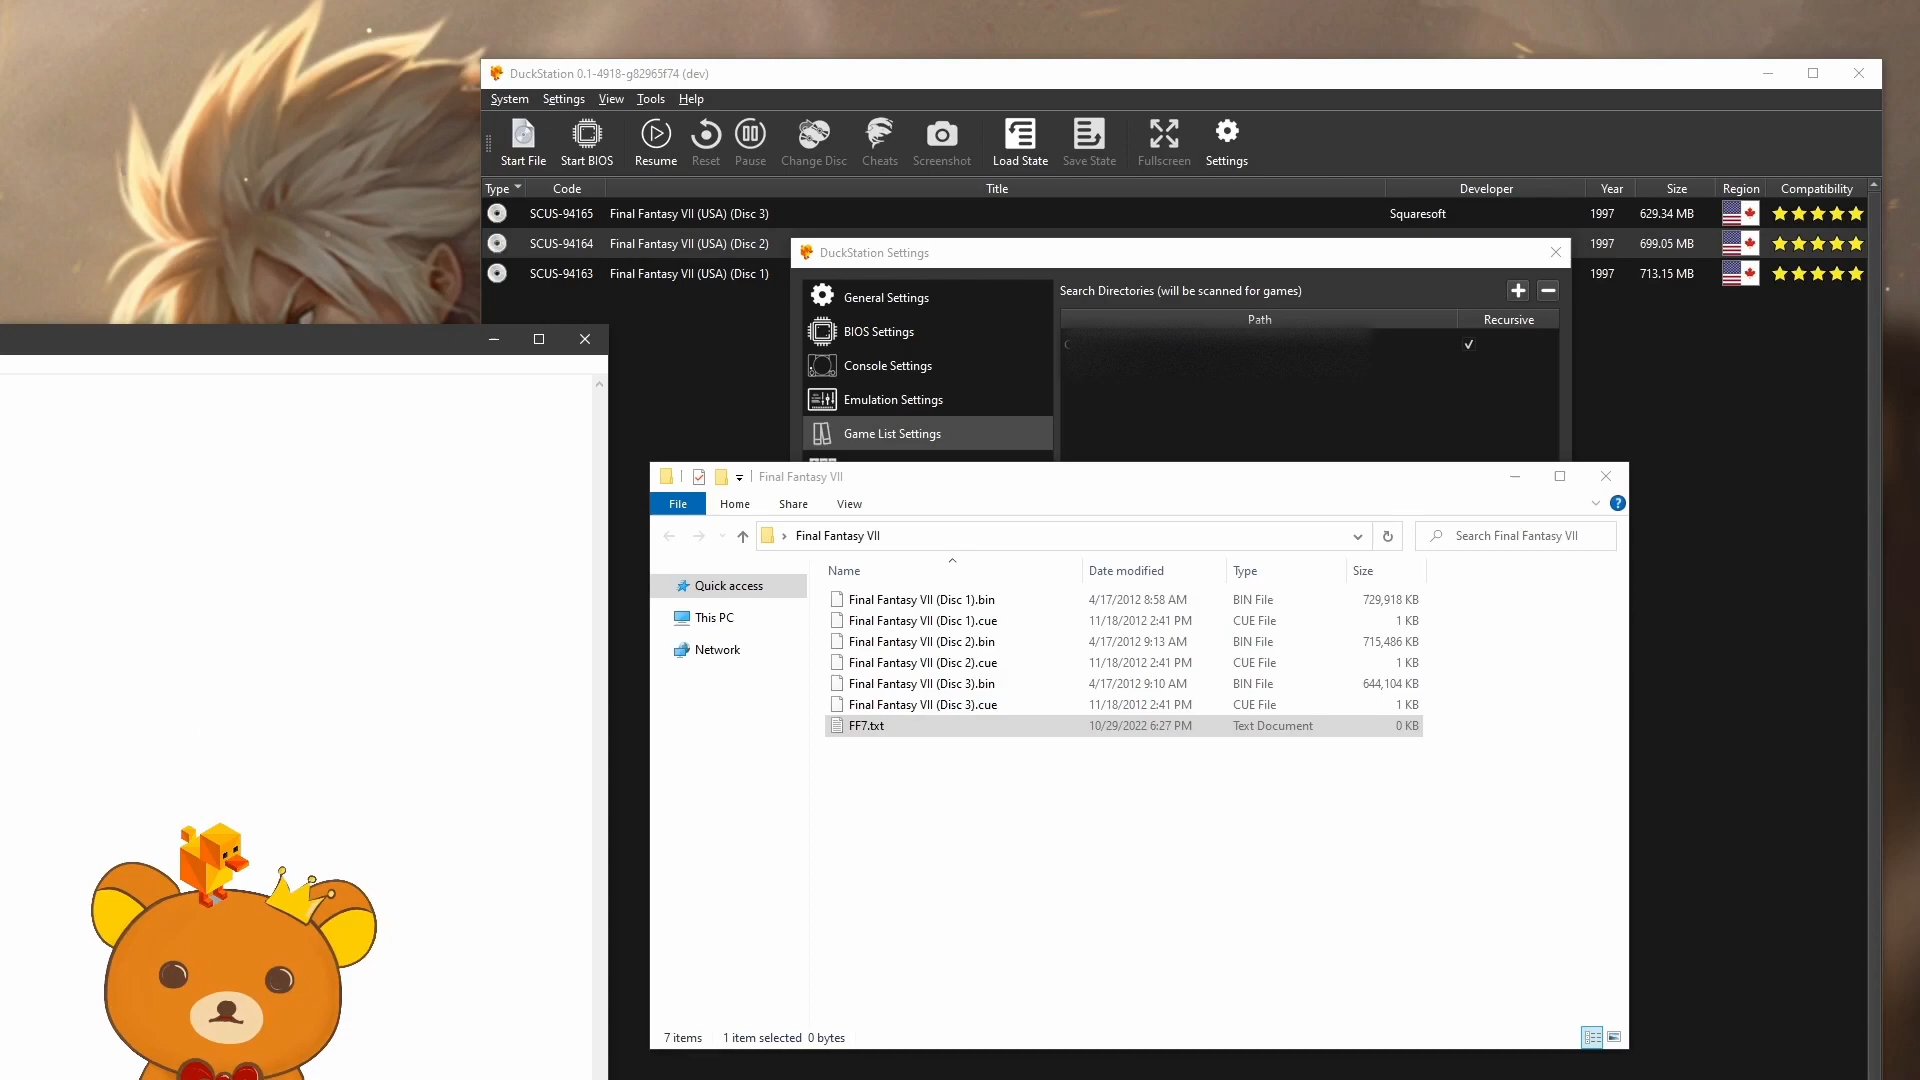 DuckStation 0.1-4918-g82965f74 (dev)
System Settings View Tools Help
Start File Start BIOS Resume Reset Pause Change Disc Cheats Screenshot Load State Save State Fullscreen Settings
Type Code Title Developer Year Size Region Compatibility
SCUS-94165 Final Fantasy VII (USA) (Disc 3) Squaresoft 1997 629.34 MB
SCUS-94164 Final Fantasy VII (USA) (Disc 2) 1997 699.05 MB
SCUS-94163 Final Fantasy VII (USA) (Disc 1) 1997 713.15 MB
DuckStation Settings
General Settings
BIOS Settings
Console Settings
Emulation Settings
Game List Settings
Search Directories (will be scanned for games)
Path Recursive
Final Fantasy VII
File Home Share View
Final Fantasy VII
Search Final Fantasy VII
Quick access
This PC
Network
Name Date modified Type Size
Final Fantasy VII (Disc 1).bin 4/17/2012 8:58 AM BIN File 729,918 KB
Final Fantasy VII (Disc 1).cue 11/18/2012 2:41 PM CUE File 1 KB
Final Fantasy VII (Disc 2).bin 4/17/2012 9:13 AM BIN File 715,486 KB
Final Fantasy VII (Disc 2).cue 11/18/2012 2:41 PM CUE File 1 KB
Final Fantasy VII (Disc 3).bin 4/17/2012 9:10 AM BIN File 644,104 KB
Final Fantasy VII (Disc 3).cue 11/18/2012 2:41 PM CUE File 1 KB
FF7.txt 10/29/2022 6:27 PM Text Document 0 KB
7 items 1 item selected 0 bytes